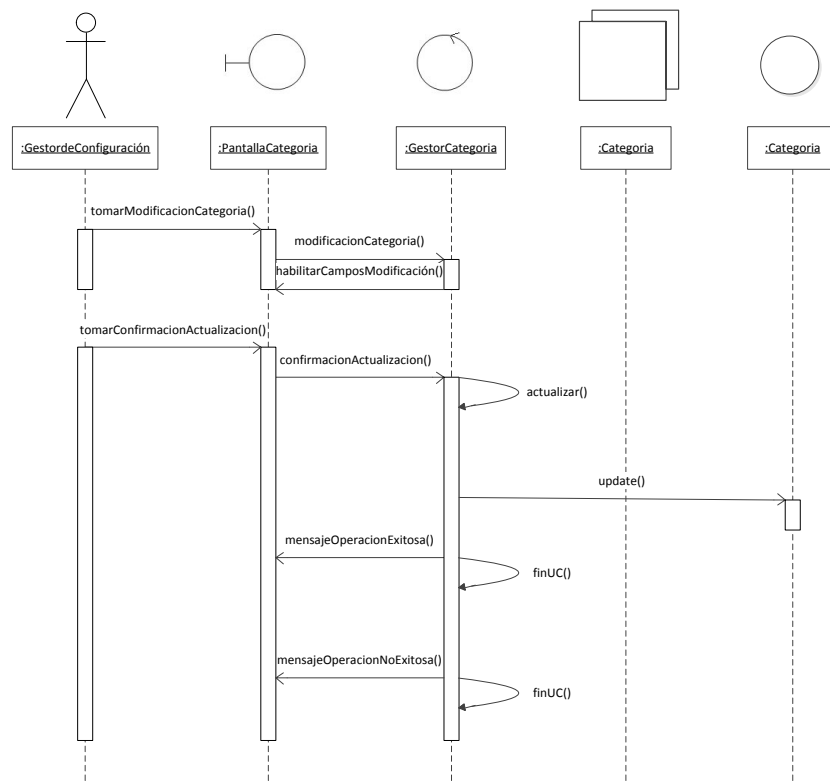 :GestordeConfiguración
:PantallaCategoria
:GestorCategoria
:Categoria
:Categoria
tomarModificacionCategoria()
modificacionCategoria()
habilitarCamposModificación()
tomarConfirmacionActualizacion()
confirmacionActualizacion()
actualizar()
update()
mensajeOperacionExitosa()
finUC()
mensajeOperacionNoExitosa()
finUC()